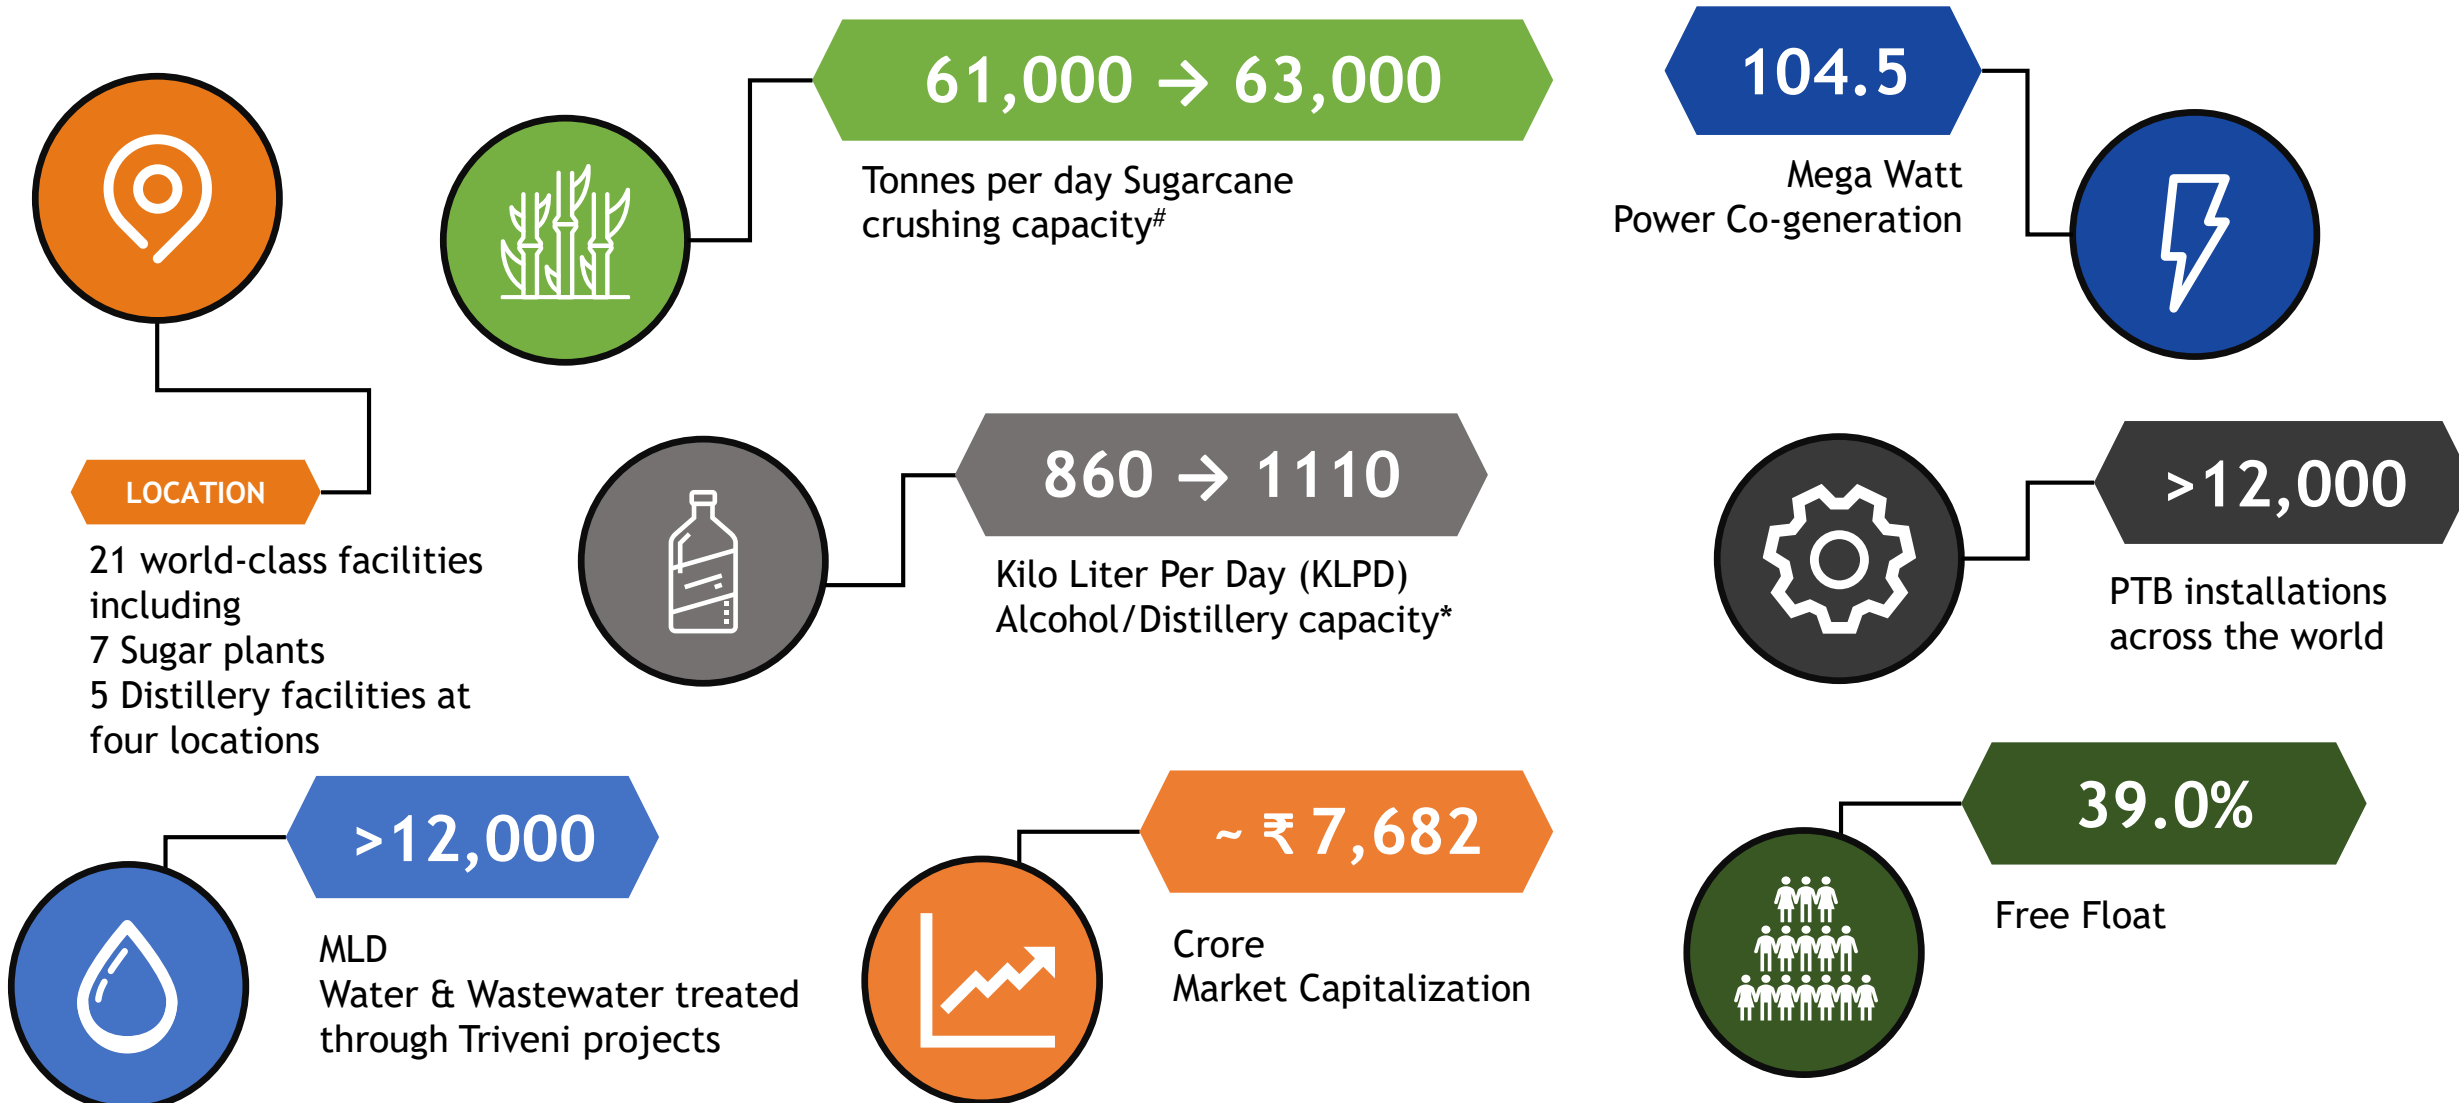 61,000 → 63,000
Tonnes per day Sugarcane
crushing capacity#
104.5
Mega Watt
Power Co-generation
LOCATION
21 world-class facilities
including
7 Sugar plants
5 Distillery facilities at
four locations
860 → 1110
Kilo Liter Per Day (KLPD)
Alcohol/Distillery capacity*
>12,000
PTB installations
across the world
>12,000
MLD
Water & Wastewater treated
through Triveni projects
~ ₹ 7,682
Crore
Market Capitalization
39.0%
Free Float